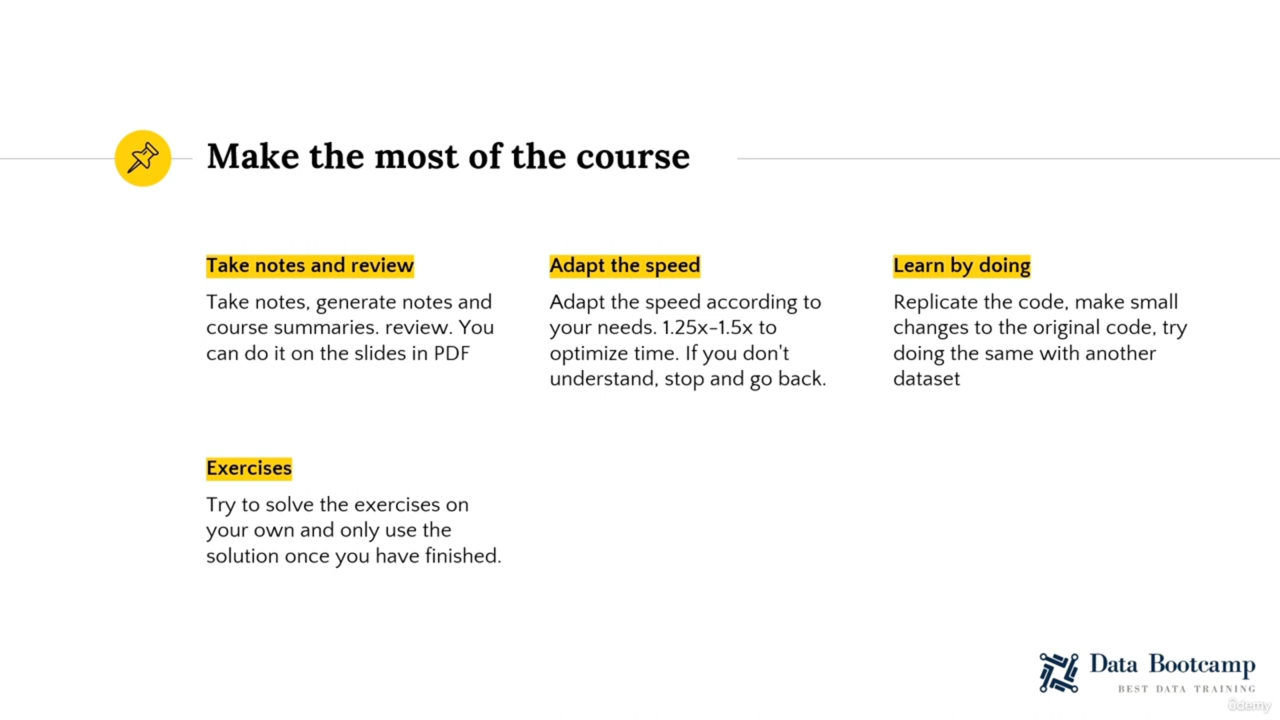 Make the most of the course
Take notes and review
Take notes, generate notes and
course summaries. review. You
can do it on the slides in PDF
Adapt the speed
Adapt the speed according to
your needs. 1.25x-1.5x to
optimize time. If you don't
understand, stop and go back.
Learn by doing
Replicate the code, make small
changes to the original code, try
doing the same with another
dataset
Exercises
Try to solve the exercises on
your own and only use the
solution once you have finished.
Data Bootcamp
BEST DATA TRAINING
ûdemy